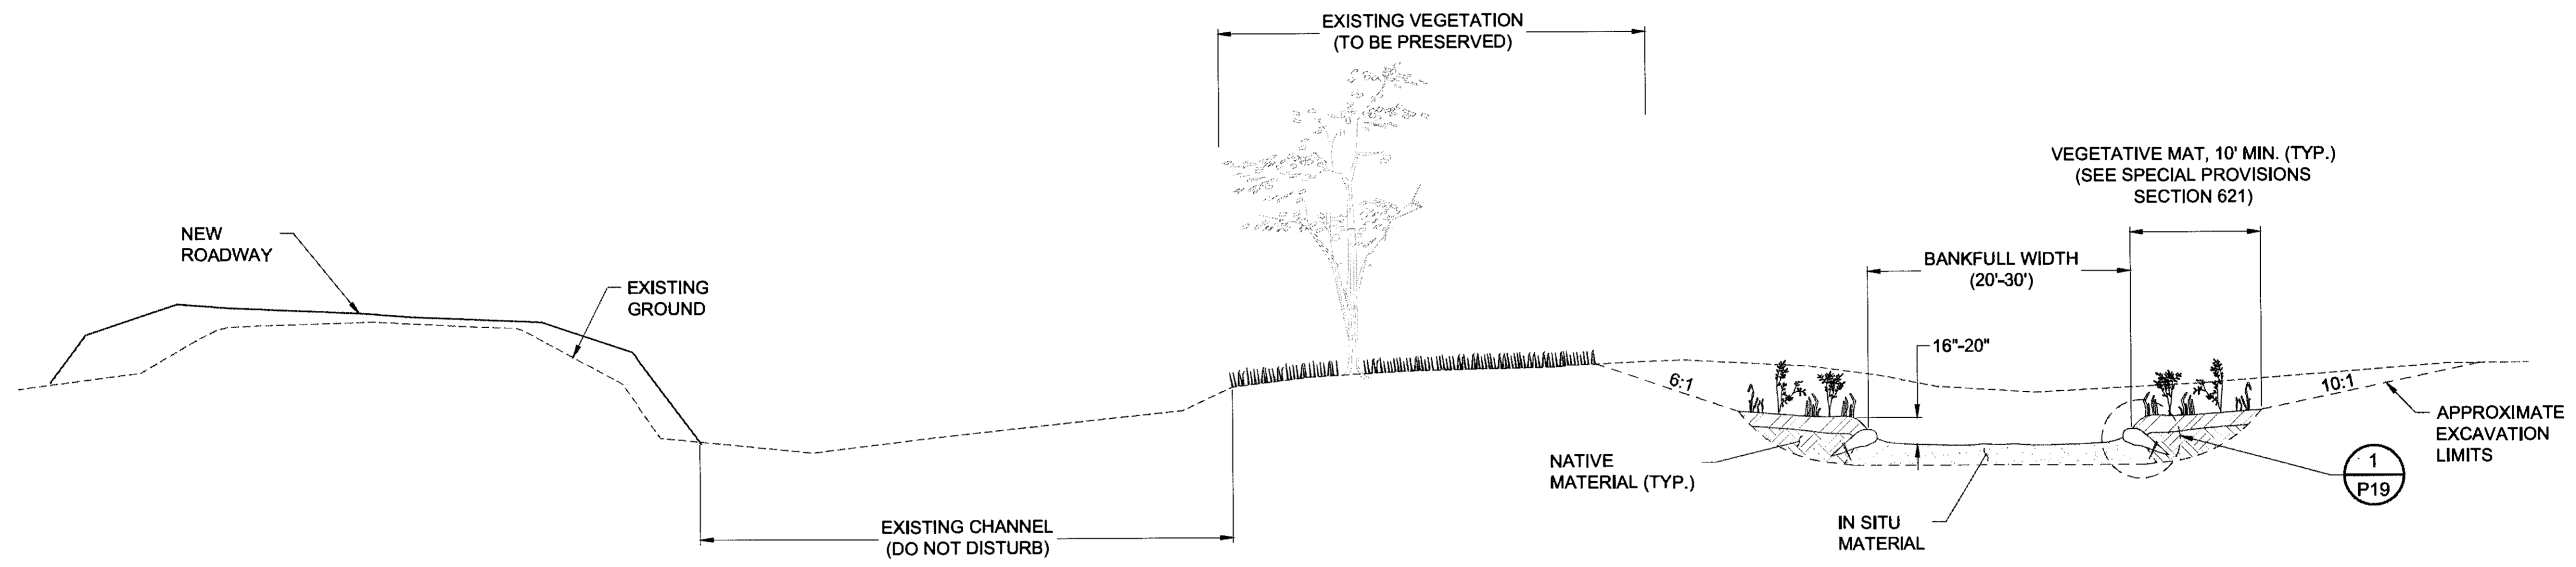 EXISTING VEGETATION
(TO BE PRESERVED)
VEGETATIVE MAT, 10' MIN. (TYP.)
(SEE SPECIAL PROVISIONS
SECTION 621)
NEW
ROADWAY
EXISTING
GROUND
BANKFULL WIDTH
(20'-30')
16"-20"
6:1
10:1
APPROXIMATE
EXCAVATION
LIMITS
NATIVE
MATERIAL (TYP.)
1
P19
IN SITU
MATERIAL
EXISTING CHANNEL
(DO NOT DISTURB)